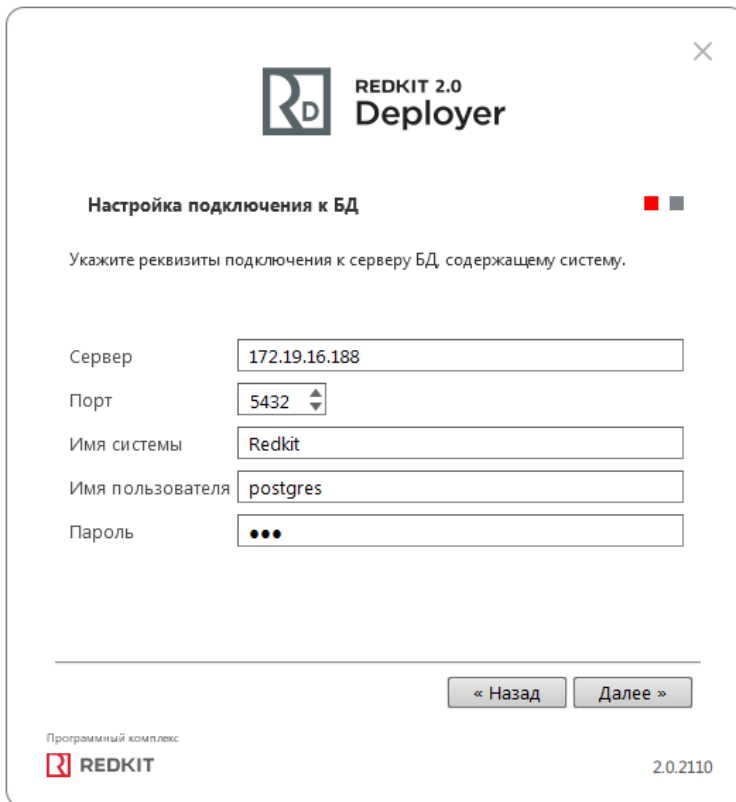 REDKIT 2.0
Deployer
Настройка подключения к БД
Укажите реквизиты подключения к серверу БД, содержащему систему.
Сервер 172.19.16.188
Порт 5432
Имя системы Redkit
Имя пользователя postgres
Пароль •••
« Назад Далее »
Программный комплекс
REDKIT
2.0.2110